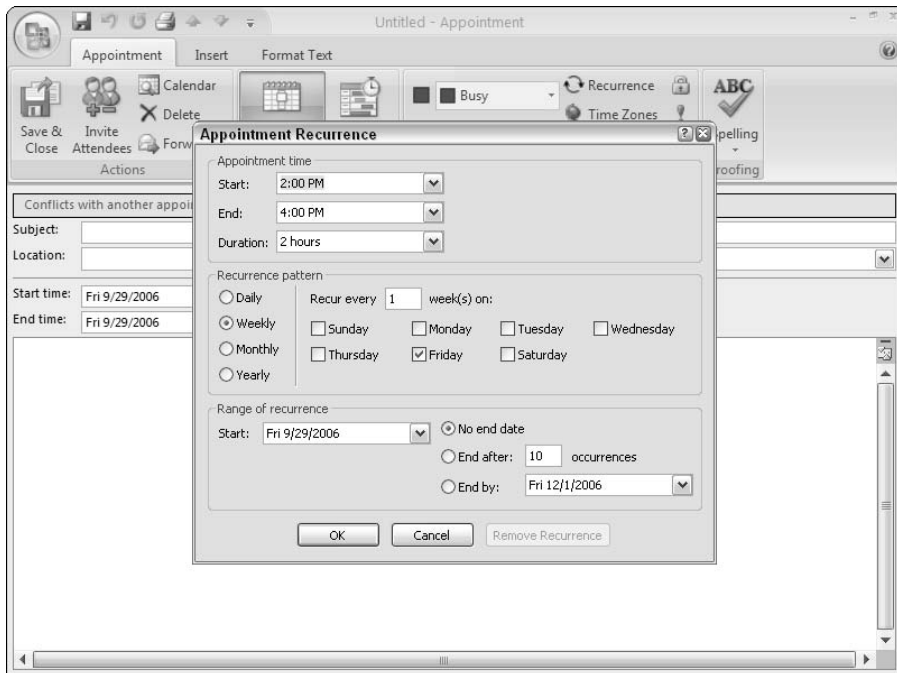 Untitled - Appointment
Appointment Insert Format Text
Save & Close
Invite Attendees
Calendar
Delete
Forw
Actions
Busy
Recurrence
Time Zones
ABC
pelling
roofing
Conflicts with another appoi
Subject:
Location:
Start time: Fri 9/29/2006
End time: Fri 9/29/2006
Appointment Recurrence
Appointment time
Start: 2:00 PM
End: 4:00 PM
Duration: 2 hours
Recurrence pattern
Daily
Weekly
Monthly
Yearly
Recur every 1 week(s) on:
Sunday Monday Tuesday Wednesday
Thursday Friday Saturday
Range of recurrence
Start: Fri 9/29/2006
No end date
End after: 10 occurrences
End by: Fri 12/1/2006
OK Cancel Remove Recurrence